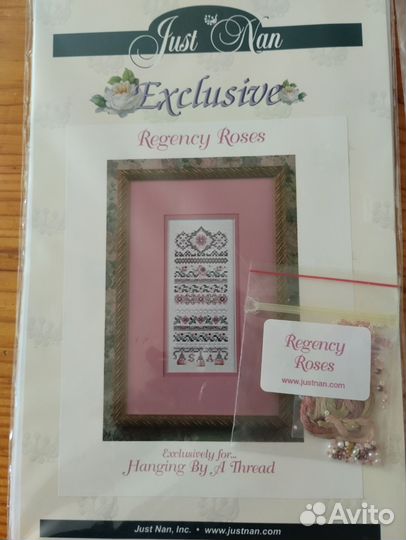 Just Nan
Exclusive
Regency Roses
S A
Regency
Roses
www.justnan.com
Exclusively for...
Hanging By A Thread
Just Nan, Inc. • www.justnan.com
Avito